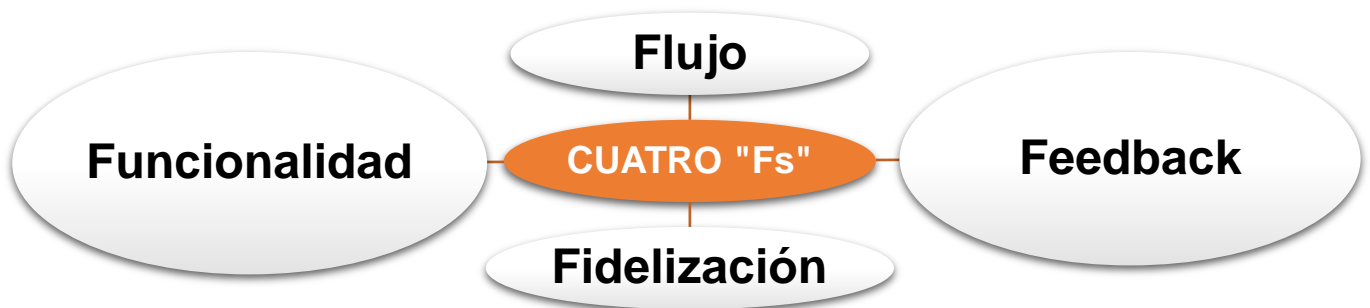 Flujo
Funcionalidad
CUATRO "Fs"
Feedback
Fidelización